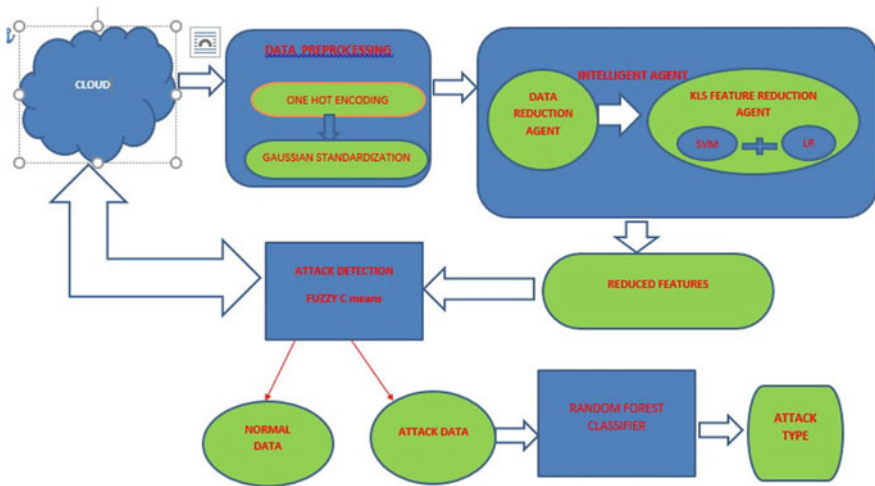 CLOUD
DATA PREPROCESSING
ONE HOT ENCODING
GAUSSIAN STANDARDIZATION
INTELLIGENT AGENT
DATA
REDUCTION
AGENT
KLS FEATURE REDUCTION
AGENT
SVM
LR
REDUCED FEATURES
ATTACK DETECTION
FUZZY C means
NORMAL
DATA
ATTACK DATA
RANDOM FOREST
CLASSIFIER
ATTACK
TYPE